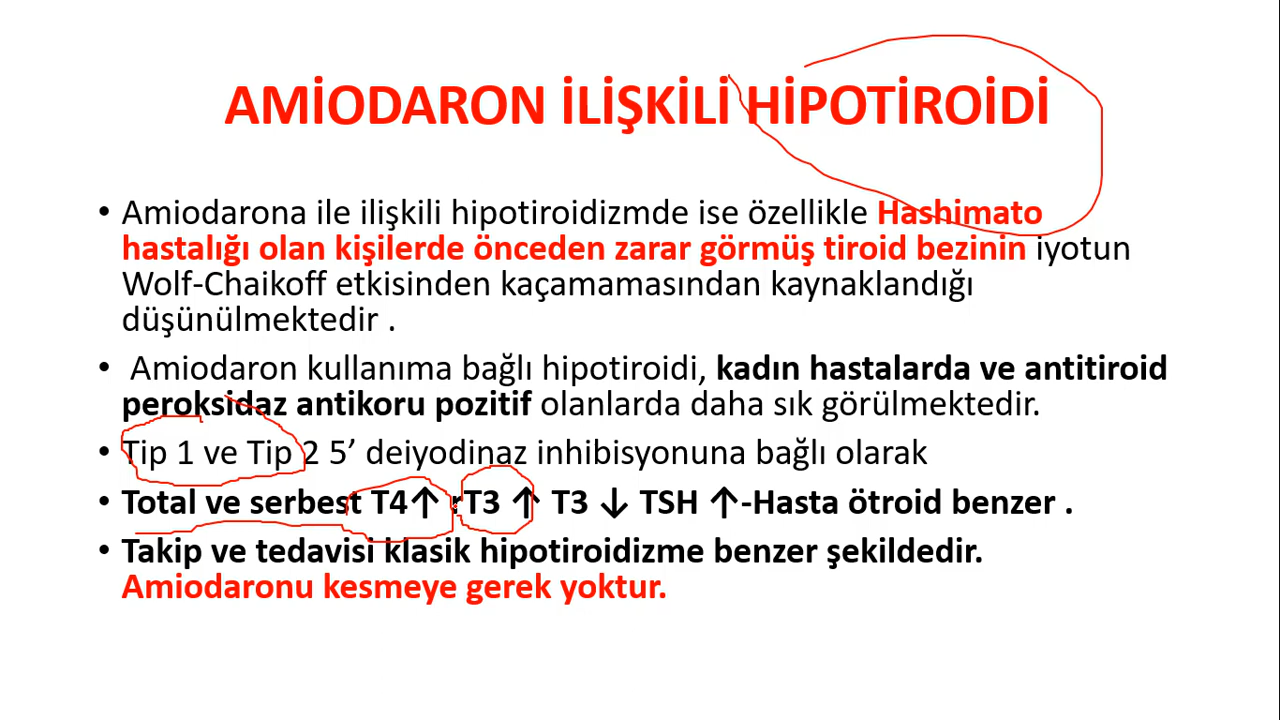 AMİODARON İLİŞKİLİ HİPOTİROİDİ
• Amiodarona ile ilişkili hipotiroidizmde ise özellikle Hashimato
hastalığı olan kişilerde önceden zarar görmüş tiroid bezinin iyotun
Wolf-Chaikoff etkisinden kaçamamasından kaynaklandığı
düşünülmektedir .
• Amiodaron kullanıma bağlı hipotiroidi, kadın hastalarda ve antitiroid
peroksidaz antikoru pozitif olanlarda daha sık görülmektedir.
• Tip 1 ve Tip 2 5’ deiyodinaz inhibisyonuna bağlı olarak
• Total ve serbest T4↑ rT3 ↑ T3 ↓ TSH ↑-Hasta ötroid benzer .
• Takip ve tedavisi klasik hipotiroidizme benzer şekildedir.
Amiodaronu kesmeye gerek yoktur.